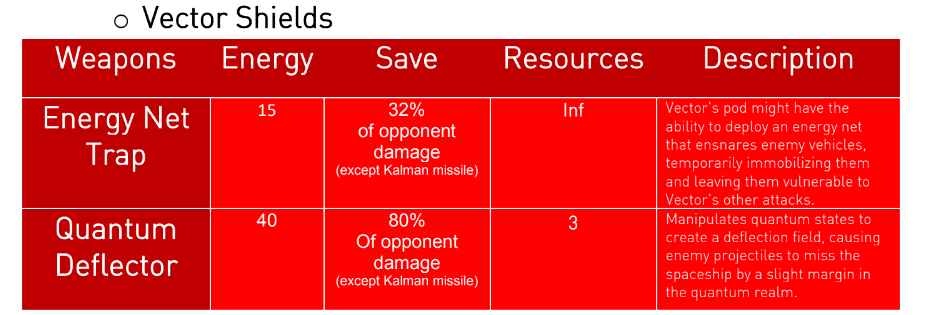 o Vector Shields
Weapons Energy Save Resources Description
Energy Net
Trap
15
32%
of opponent
damage
(except Kalman missile)
Inf
Vector's pod might have the
ability to deploy an energy net
that ensnares enemy vehicles,
temporarily immobilizing them
and leaving them vulnerable to
Vector's other attacks.
Quantum
Deflector
40
80%
Of opponent
damage
(except Kalman missile)
3
Manipulates quantum states to
create a deflection field, causing
enemy projectiles to miss the
spaceship by a slight margin in
the quantum realm.